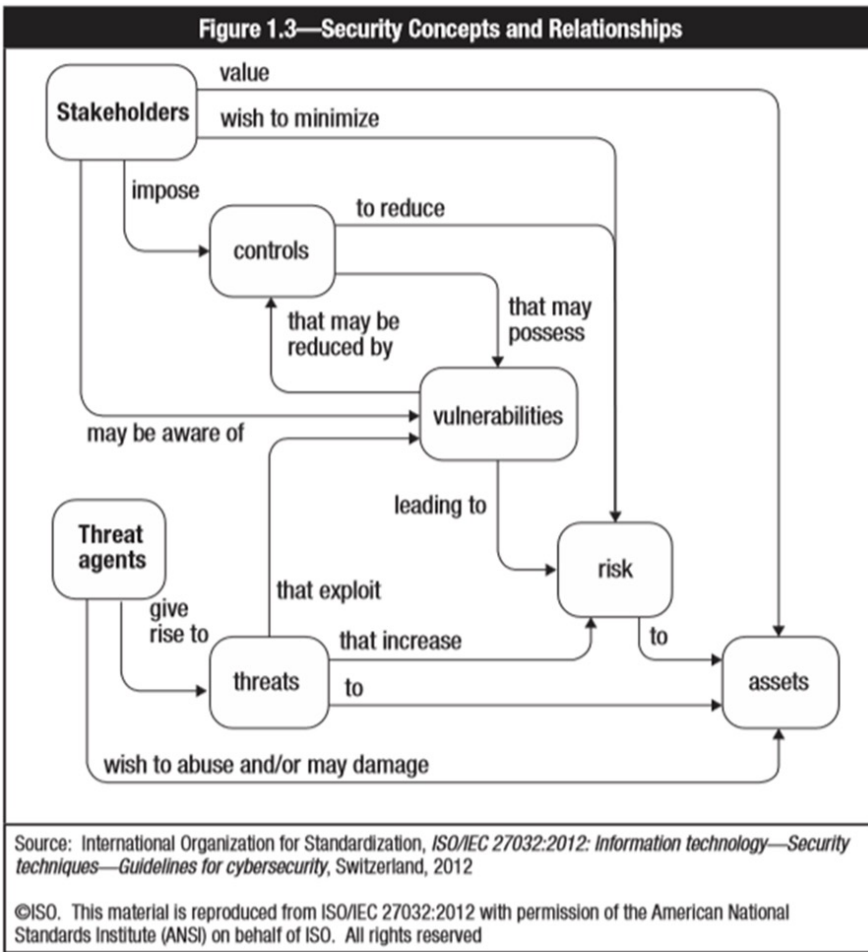 Figure 1.3—Security Concepts and Relationships
value
Stakeholders
wish to minimize
impose
to reduce
controls
that may be
reduced by
that may
possess
vulnerabilities
may be aware of
leading to
Threat
agents
risk
that exploit
give
rise to
that increase
to
threats
to
assets
wish to abuse and/or may damage
Source: International Organization for Standardization, ISO/IEC 27032:2012: Information technology—Security
techniques—Guidelines for cybersecurity, Switzerland, 2012
©ISO. This material is reproduced from ISO/IEC 27032:2012 with permission of the American National
Standards Institute (ANSI) on behalf of ISO. All rights reserved